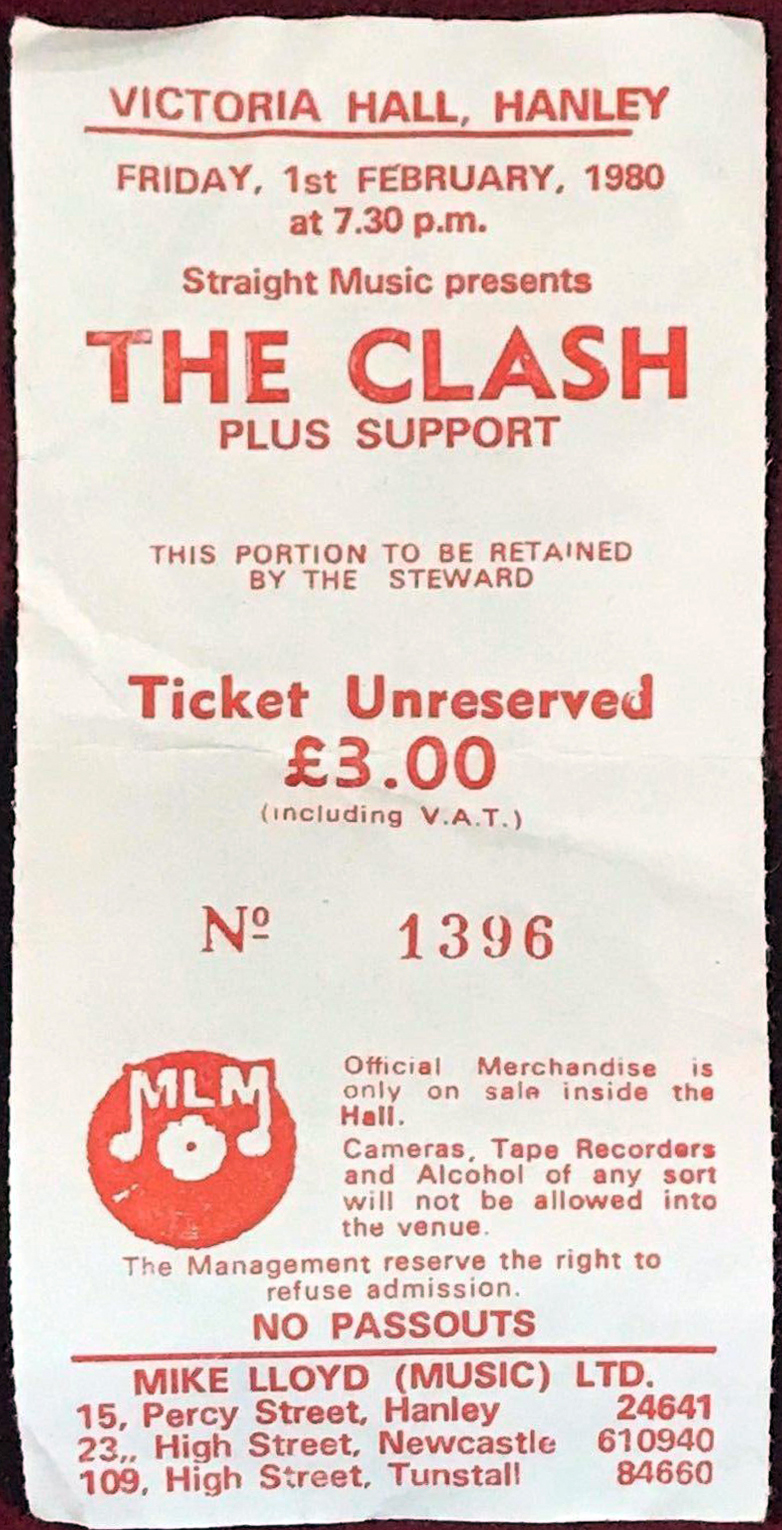 VICTORIA HALL, HANLEY
FRIDAY, 1st FEBRUARY, 1980
at 7.30 p.m.
Straight Music presents
THE CLASH
PLUS SUPPORT
THIS PORTION TO BE RETAINED
BY THE STEWARD
Ticket Unreserved
£3.00
(including V.A.T.)
Nº 1396
MLM
Official Merchandise is
only on sale inside the
Hall.
Cameras, Tape Recorders
and Alcohol of any sort
will not be allowed into
the venue.
The Management reserve the right to
refuse admission.
NO PASSOUTS
MIKE LLOYD (MUSIC) LTD.
15, Percy Street, Hanley 24641
23,, High Street, Newcastle 610940
109, High Street, Tunstall 84660